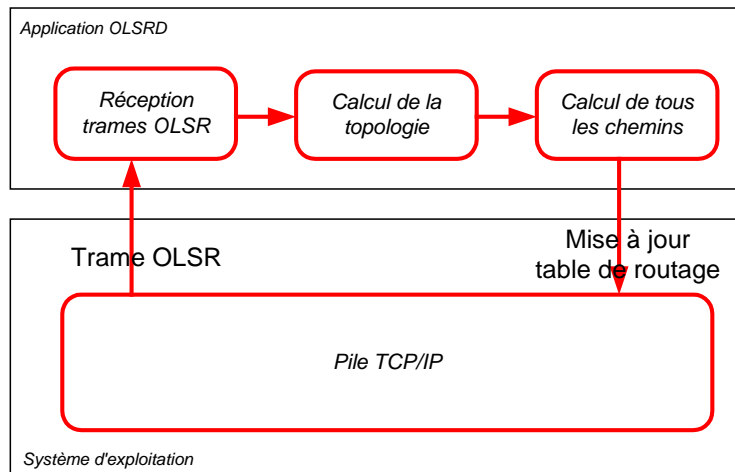 Application OLSRD
Réception
trames OLSR
Calcul de la
topologie
Calcul de tous
les chemins
Trame OLSR
Mise à jour
table de routage
Pile TCP/IP
Système d'exploitation